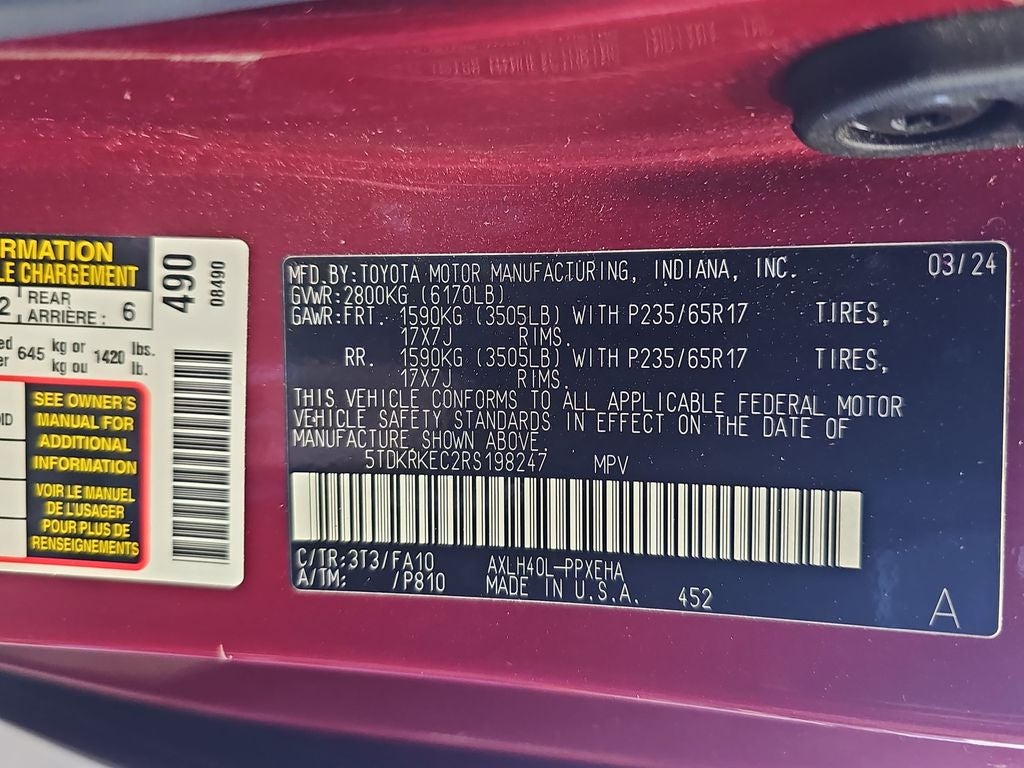 RMATION
LE CHARGEMENT
2 REAR
ARRIÈRE : 6
645 kg or 1420 lbs.
kg ou lb.
SEE OWNER'S
MANUAL FOR
ADDITIONAL
INFORMATION
VOIR LE MANUEL
DE L'USAGER
POUR PLUS DE
RENSEIGNEMENTS
490
08490
MFD.BY:TOYOTA MOTOR MANUFACTURING, INDIANA, INC. 03/24
GVWR:2800KG (6170LB)
GAWR:FRT. 1590KG (3505LB) WITH P235/65R17 TIRES,
17X7J RIMS.
RR. 1590KG (3505LB) WITH P235/65R17 TIRES,
17X7J RIMS.
THIS VEHICLE CONFORMS TO ALL APPLICABLE FEDERAL MOTOR
VEHICLE SAFETY STANDARDS IN EFFECT ON THE DATE OF
MANUFACTURE SHOWN ABOVE.
5TDKRKEC2RS198247 MPV
C/TR:3T3/FA10 AXLH40L-PPXEHA
A/TM: /P810 MADE IN U.S.A. 452
A